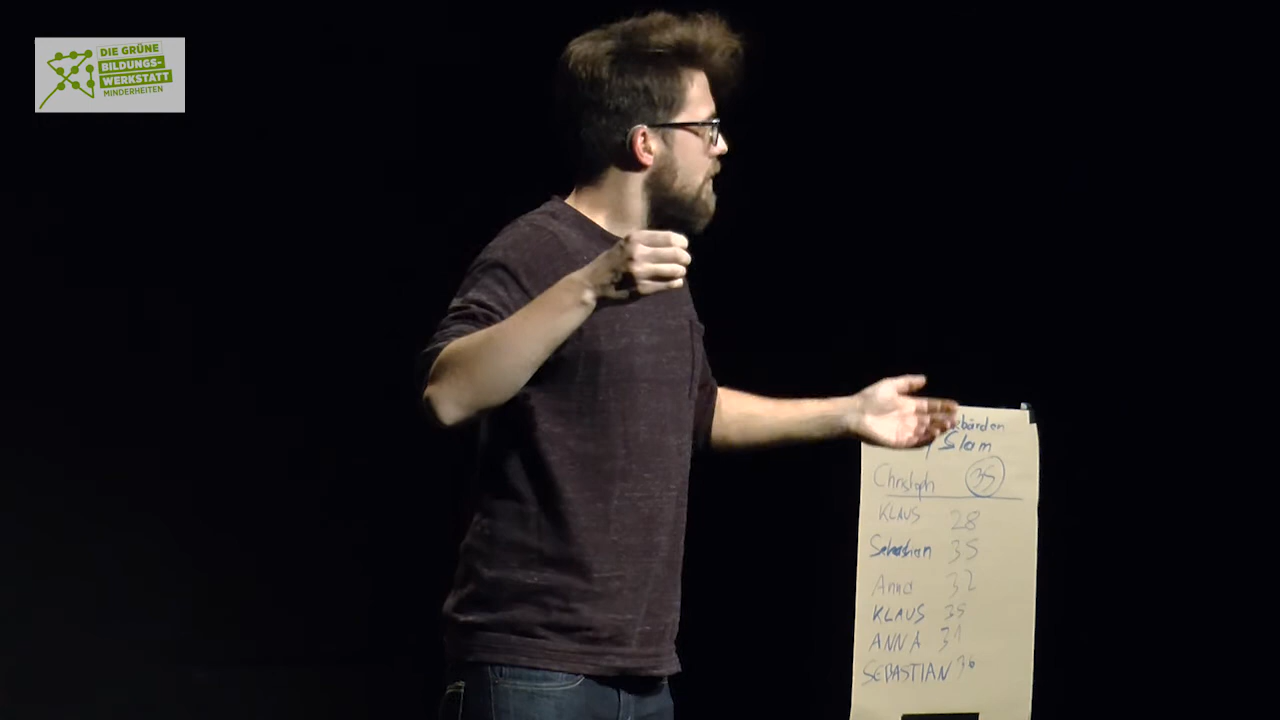 DIE GRÜNE
BILDUNGS-
WERKSTATT
MINDERHEITEN
Slam
Christoph 35
KLAUS 28
Sebastian 35
Anna 32
KLAUS 35
ANNA 31
SEBASTIAN 36